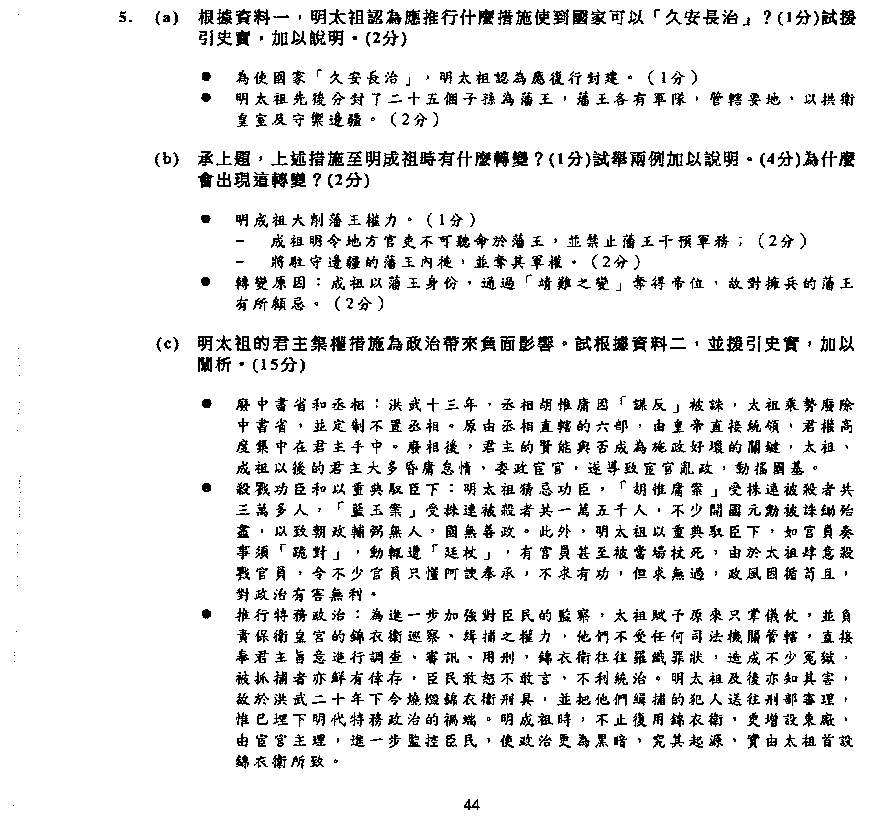 5. (a) 根據資料一，明太祖認為應推行什麼措施使到國家可以「久安長治」？(1分)試援
引史實，加以說明。(2分)
● 為使國家「久安長治」，明太祖認為應復行封建。（1分）
● 明太祖先後分封了二十五個子孫為藩王，藩王各有軍隊，管轄要地，以拱衛
皇室及守禦邊疆。（2分）
(b) 承上題，上述措施至明成祖時有什麼轉變？(1分)試舉兩例加以說明。(4分)為什麼
會出現這轉變？(2分)
● 明成祖大削藩王權力。（1分）
– 成祖明令地方官吏不可聽命於藩王，並禁止藩王干預軍務；（2分）
– 將駐守邊疆的藩王內徙，並奪其軍權。（2分）
● 轉變原因：成祖以藩王身份，通過「靖難之變」奪得帝位，故對擁兵的藩王
有所顧忌。（2分）
(c) 明太祖的君主集權措施為政治帶來負面影響。試根據資料二，並援引史實，加以
闡析。(15分)
● 廢中書省和丞相：洪武十三年，丞相胡惟庸因「謀反」被誅，太祖乘勢廢除
中書省，並定制不置丞相。原由丞相直轄的六部，由皇帝直接統領，君權高
度集中在君主手中。廢相後，君主的賢能與否成為施政好壞的關鍵，太祖、
成祖以後的君主大多昏庸怠惰，委政宦官，遂導致宦官亂政，動搖國基。
● 殺戮功臣和以重典馭臣下：明太祖猜忌功臣，「胡惟庸案」受株連被殺者共
三萬多人，「藍玉案」受株連被殺者共一萬五千人，不少開國元勳被誅鋤殆
盡，以致朝政輔弼無人，國無善政。此外，明太祖以重典馭臣下，如官員奏
事須「跪對」，動輒遭「廷杖」，有官員甚至被當場杖死，由於太祖肆意殺
戮官員，令不少官員只懂阿諛奉承，不求有功，但求無過，政風因循苟且，
對政治有害無利。
● 推行特務政治：為進一步加強對臣民的監察，太祖賦予原來只掌儀仗，並負
責保衛皇宮的錦衣衛巡察、緝捕之權力，他們不受任何司法機關管轄，直接
奉君主旨意進行調查、審訊、用刑，錦衣衛往往羅織罪狀，造成不少冤獄，
被抓捕者亦鮮有倖存，臣民敢怒不敢言，不利統治。明太祖及後亦知其害，
故於洪武二十年下令燒燬錦衣衛刑具，並把他們緝捕的犯人送往刑部審理，
惟已埋下明代特務政治的禍端。明成祖時，不止復用錦衣衛，更增設東廠，
由宦官主理，進一步監控臣民，使政治更為黑暗，究其起源，實由太祖首設
錦衣衛所致。
44